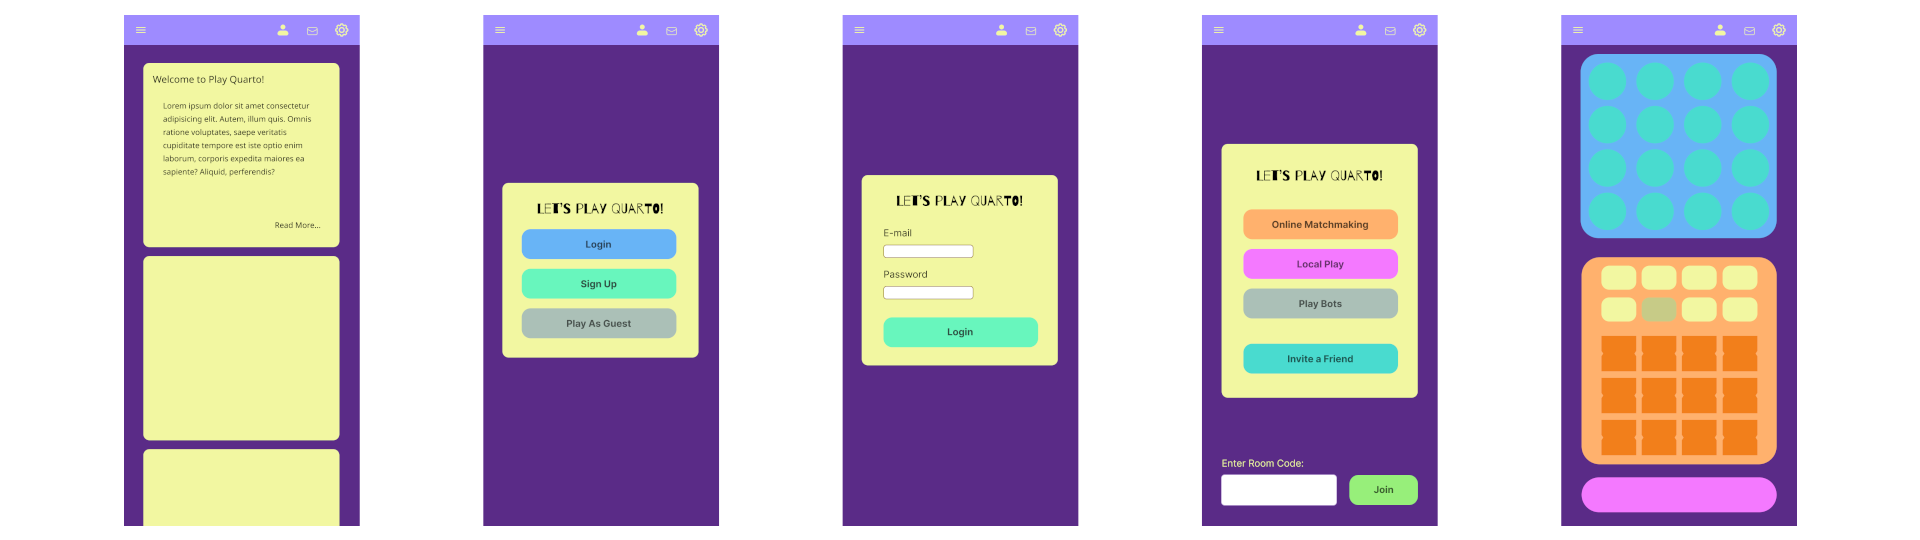 Welcome to Play Quarto!
Lorem ipsum dolor sit amet consectetur
adipisicing elit. Autem, illum quis. Omnis
ratione voluptates, saepe veritatis
cupiditate tempore est iste optio enim
laborum, corporis expedita maiores ea
sapiente? Aliquid, perferendis?
Read More...
LET'S PLAY QUARTO!
Login
Sign Up
Play As Guest
LET'S PLAY QUARTO!
E-mail
Password
Login
LET'S PLAY QUARTO!
Online Matchmaking
Local Play
Play Bots
Invite a Friend
Enter Room Code:
Join